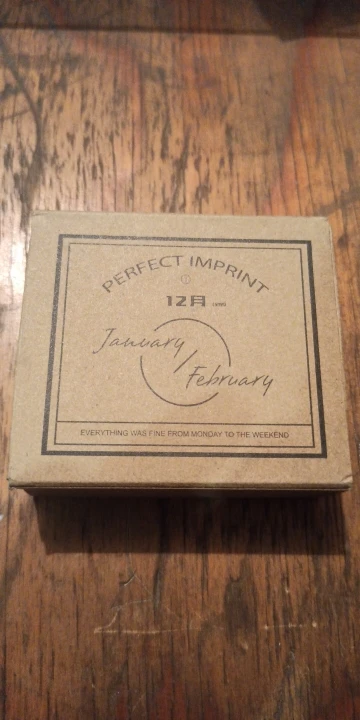 PERFECT IMPRINT
12月
January
/
February
EVERYTHING WAS FINE FROM MONDAY TO THE WEEKEND